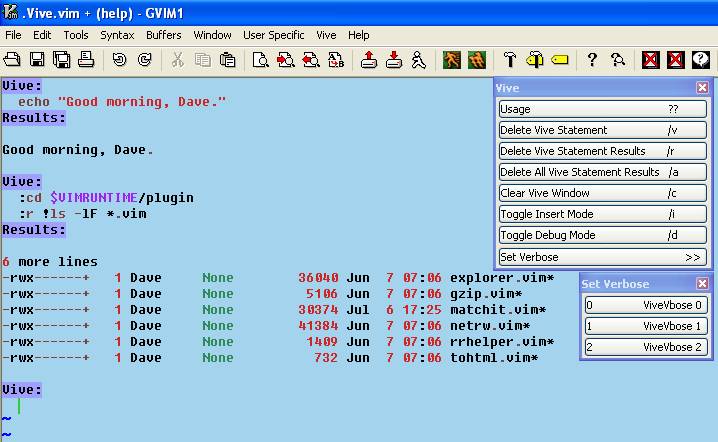 .Vive.vim + (help) - GVIM1
File Edit Tools Syntax Buffers Window User Specific Vive Help
Vive:
echo "Good morning, Dave."
Results:
Good morning, Dave.
Vive:
:cd $VIMRUNTIME/plugin
:r !ls -lF *.vim
Results:
6 more lines
-rwx------+ 1 Dave None 36040 Jun 7 07:06 explorer.vim*
-rwx------+ 1 Dave None 5106 Jun 7 07:06 gzip.vim*
-rwx------+ 1 Dave None 30374 Jul 6 17:25 matchit.vim*
-rwx------+ 1 Dave None 41384 Jun 7 07:06 netrw.vim*
-rwx------+ 1 Dave None 1409 Jun 7 07:06 rrhelper.vim*
-rwx------+ 1 Dave None 732 Jun 7 07:06 tohtml.vim*
Vive:
~
~
Vive
Usage ??
Delete Vive Statement /v
Delete Vive Statement Results /r
Delete All Vive Statement Results /a
Clear Vive Window /c
Toggle Insert Mode /i
Toggle Debug Mode /d
Set Verbose >>
Set Verbose
0 ViveVbose 0
1 ViveVbose 1
2 ViveVbose 2